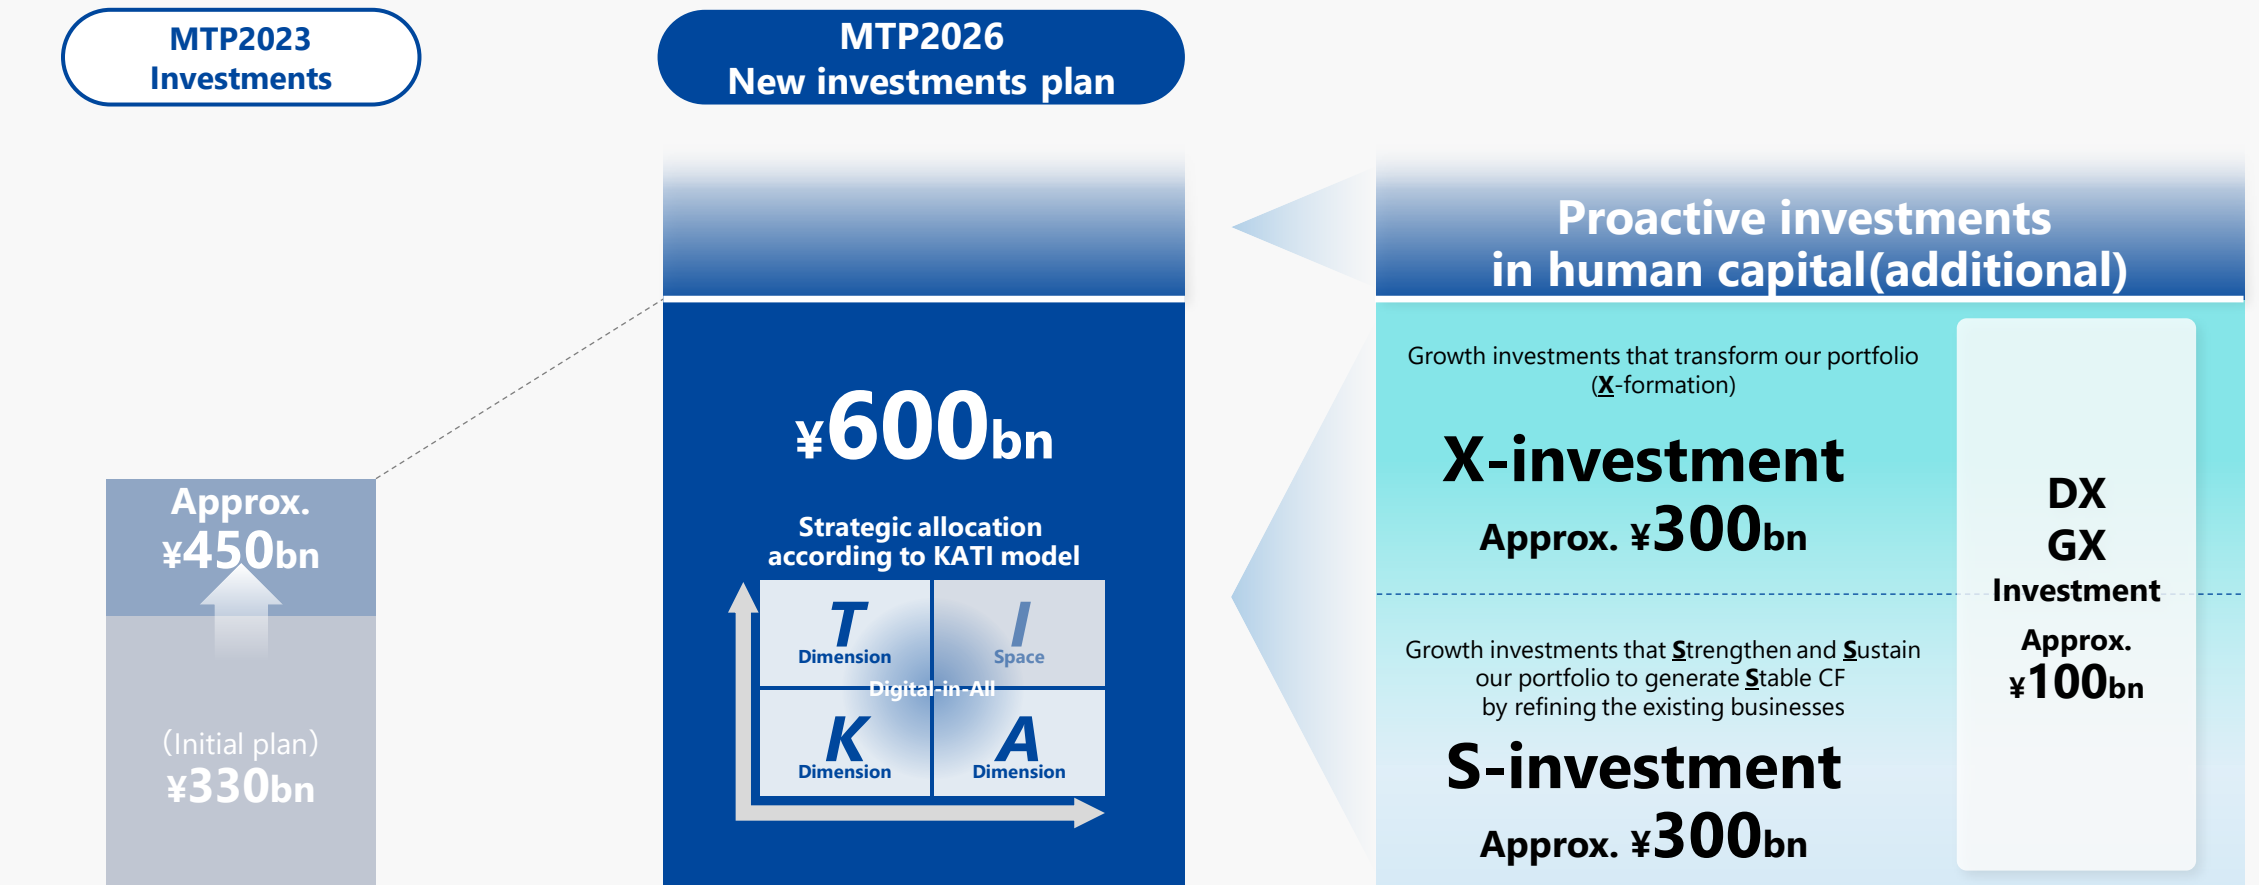 MTP2023
Investments
MTP2026
New investments plan
Approx.
¥450bn
(Initial plan)
¥330bn
¥600bn
Strategic allocation
according to KATI model
T
Dimension
I
Space
Digital-in-All
K
Dimension
A
Dimension
Proactive investments
in human capital(additional)
Growth investments that transform our portfolio
(X-formation)
X-investment
Approx. ¥300bn
Growth investments that Strengthen and Sustain
our portfolio to generate Stable CF
by refining the existing businesses
S-investment
Approx. ¥300bn
DX
GX
Investment
Approx.
¥100bn